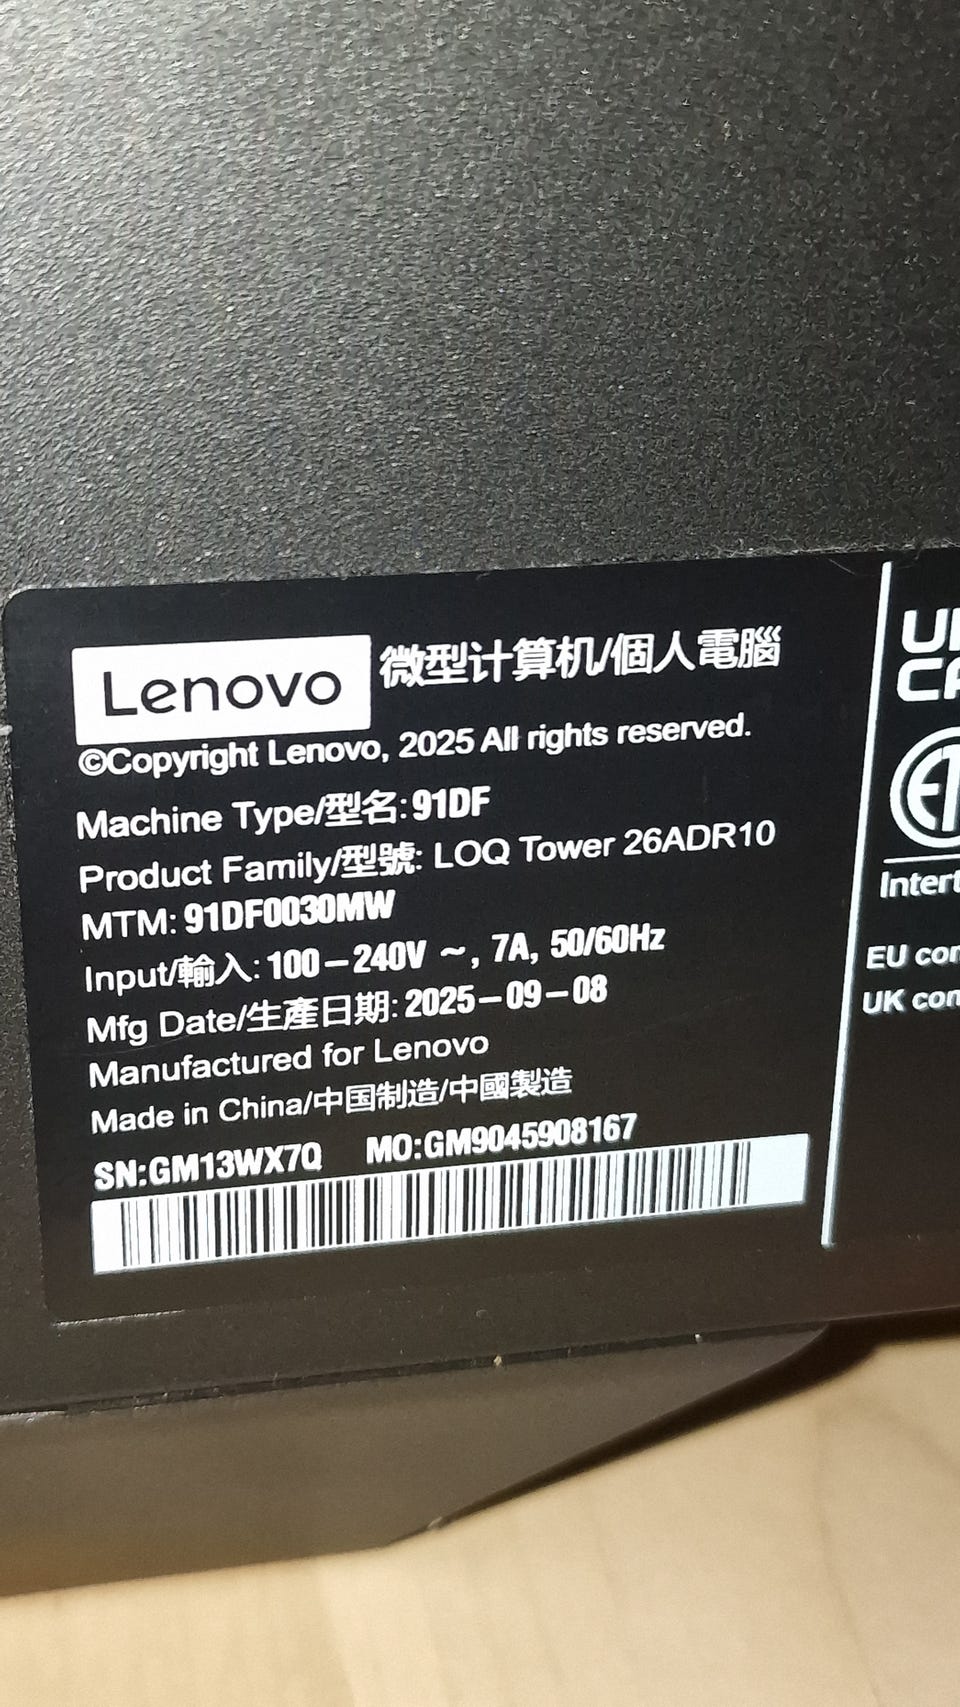 Lenovo 微型计算机/個人電腦
©Copyright Lenovo, 2025 All rights reserved.
Machine Type/型名: 91DF
Product Family/型號: LOQ Tower 26ADR10
MTM: 91DF0030MW
Input/輸入: 100-240V ~, 7A, 50/60Hz
Mfg Date/生產日期: 2025-09-08
Manufactured for Lenovo
Made in China/中国制造/中國製造
SN:GM13WX7Q MO:GM9045908167
UK
CA
EU
UK